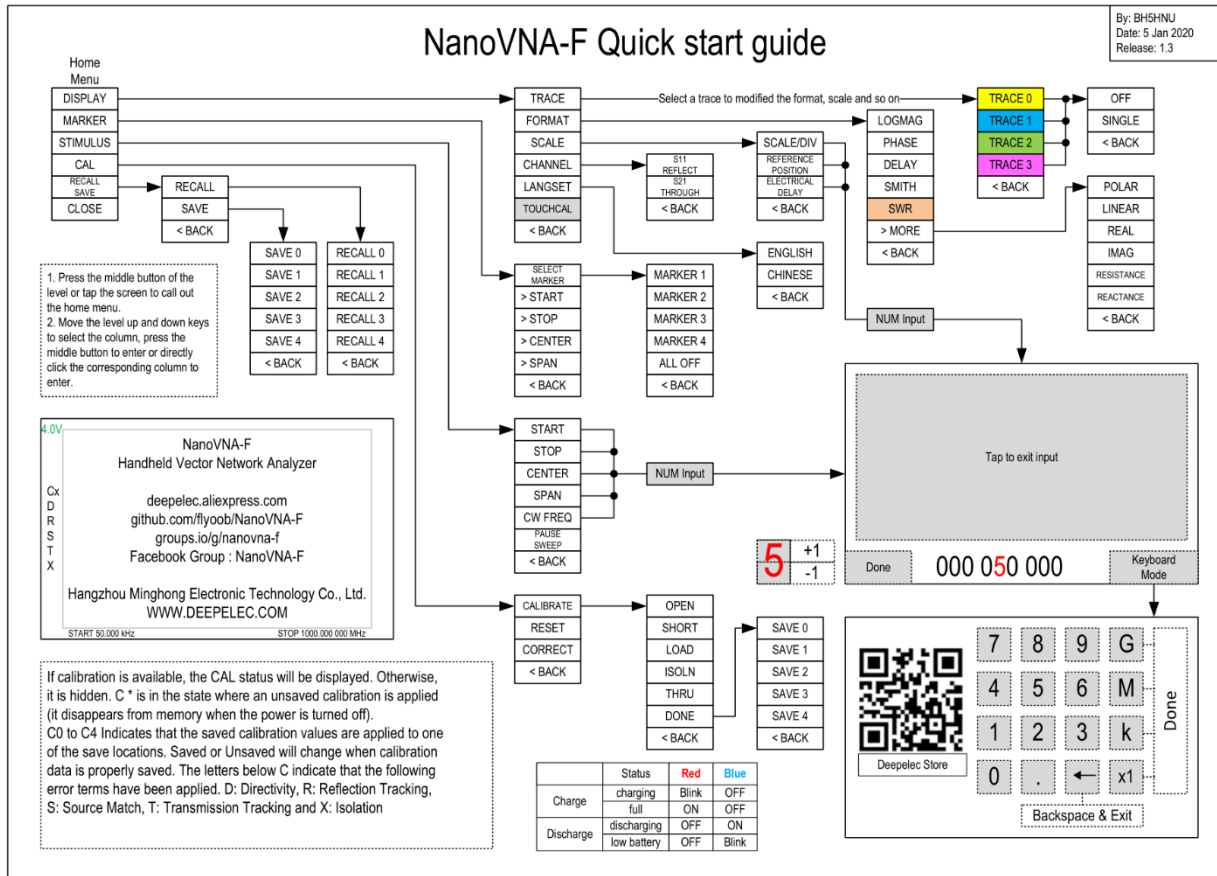 NanoVNA-F Quick start guide
By: BH5HNU
Date: 5 Jan 2020
Release: 1.3
Home
Menu
DISPLAY
MARKER
STIMULUS
CAL
RECALL
SAVE
CLOSE
RECALL
SAVE
< BACK
SAVE 0
SAVE 1
SAVE 2
SAVE 3
SAVE 4
< BACK
RECALL 0
RECALL 1
RECALL 2
RECALL 3
RECALL 4
< BACK
TRACE
FORMAT
SCALE
CHANNEL
LANGSET
TOUCHCAL
< BACK
Select a trace to modified the format, scale and so on
TRACE 0
TRACE 1
TRACE 2
TRACE 3
< BACK
OFF
SINGLE
< BACK
LOGMAG
PHASE
DELAY
SMITH
SWR
> MORE
< BACK
POLAR
LINEAR
REAL
IMAG
RESISTANCE
REACTANCE
< BACK
SCALE/DIV
REFERENCE
POSITION
ELECTRICAL
DELAY
< BACK
S11
REFLECT
S21
THROUGH
< BACK
ENGLISH
CHINESE
< BACK
SELECT
MARKER
> START
> STOP
> CENTER
> SPAN
< BACK
MARKER 1
MARKER 2
MARKER 3
MARKER 4
ALL OFF
< BACK
NUM Input
1. Press the middle button of the
level or tap the screen to call out
the home menu.
2. Move the level up and down keys
to select the column, press the
middle button to enter or directly
click the corresponding column to
enter.
4.0V
Cx
D
R
S
T
X
NanoVNA-F
Handheld Vector Network Analyzer
deepelec.aliexpress.com
github.com/flyoob/NanoVNA-F
groups.io/g/nanovna-f
Facebook Group : NanoVNA-F
Hangzhou Minghong Electronic Technology Co., Ltd.
WWW.DEEPELEC.COM
START 50.000 kHz
STOP 1000.000 000 MHz
START
STOP
CENTER
SPAN
CW FREQ
PAUSE
SWEEP
< BACK
NUM Input
Tap to exit input
5
+1
-1
Done
000 050 000
Keyboard
Mode
CALIBRATE
RESET
CORRECT
< BACK
OPEN
SHORT
LOAD
ISOLN
THRU
DONE
< BACK
SAVE 0
SAVE 1
SAVE 2
SAVE 3
SAVE 4
Deepelec Store
7 8 9 G
4 5 6 M
1 2 3 k
0 . ← x1
Done
Backspace & Exit
If calibration is available, the CAL status will be displayed. Otherwise,
it is hidden. C * is in the state where an unsaved calibration is applied
(it disappears from memory when the power is turned off).
C0 to C4 Indicates that the saved calibration values are applied to one
of the save locations. Saved or Unsaved will change when calibration
data is properly saved. The letters below C indicate that the following
error terms have been applied. D: Directivity, R: Reflection Tracking,
S: Source Match, T: Transmission Tracking and X: Isolation
Status Red Blue
Charge
charging Blink OFF
full ON OFF
Discharge
discharging OFF ON
low battery OFF Blink